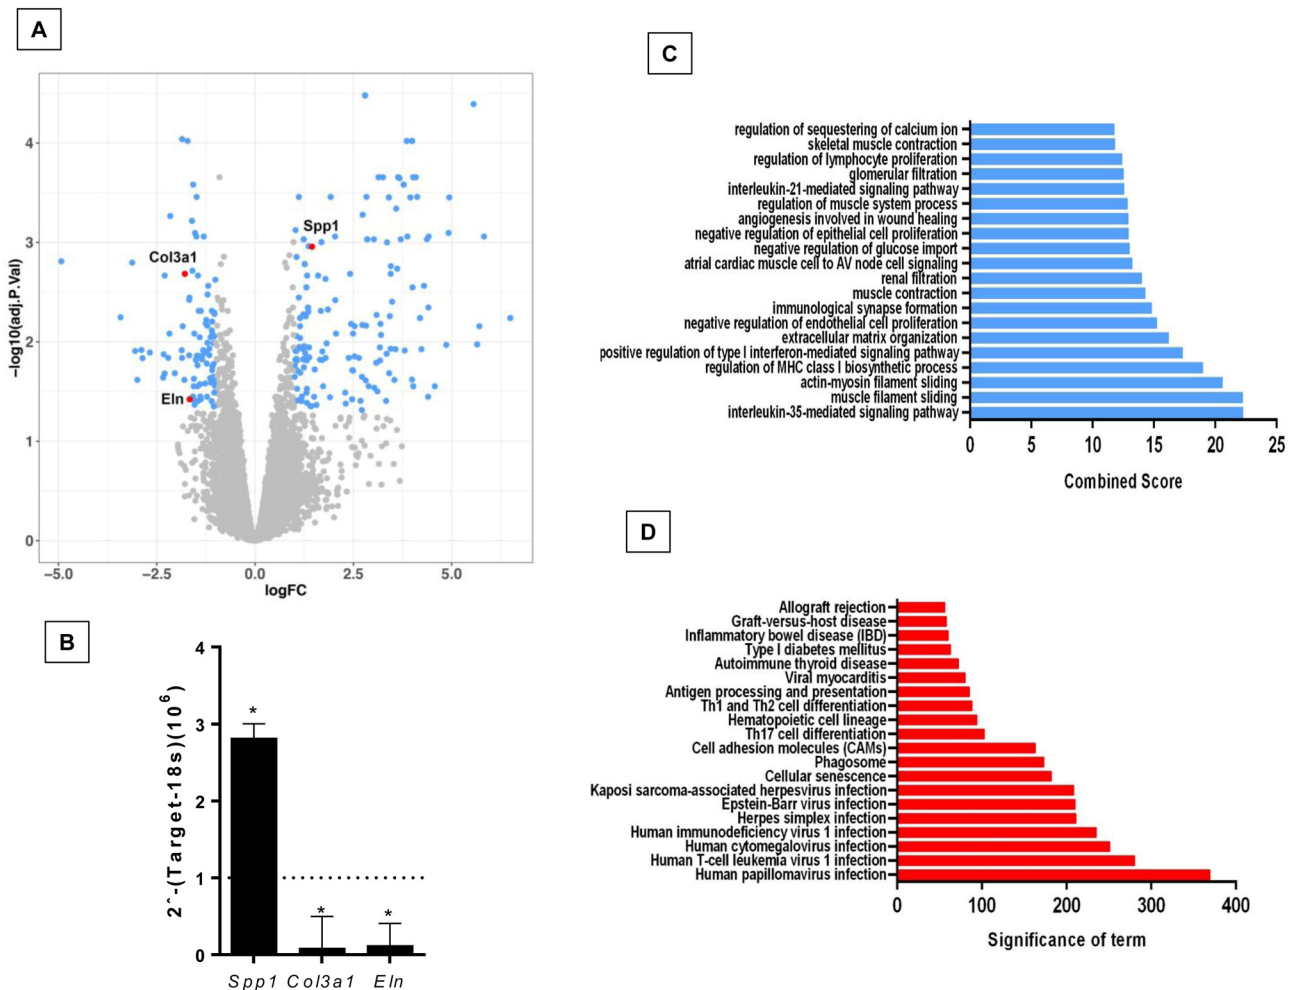 A
4
3
2
1
0
−log10(adj.P.Val)
Spp1
Col3a1
Eln
−5.0 −2.5 0.0 2.5 5.0
logFC
B
4
3
2
1
0
2^-(Target-18s)(10^6)
*
*
*
Spp1 Col3a1 Eln
C
regulation of sequestering of calcium ion
skeletal muscle contraction
regulation of lymphocyte proliferation
glomerular filtration
interleukin-21-mediated signaling pathway
regulation of muscle system process
angiogenesis involved in wound healing
negative regulation of epithelial cell proliferation
negative regulation of glucose import
atrial cardiac muscle cell to AV node cell signaling
renal filtration
muscle contraction
immunological synapse formation
negative regulation of endothelial cell proliferation
extracellular matrix organization
positive regulation of type I interferon-mediated signaling pathway
regulation of MHC class I biosynthetic process
actin-myosin filament sliding
muscle filament sliding
interleukin-35-mediated signaling pathway
0 5 10 15 20 25
Combined Score
D
Allograft rejection
Graft-versus-host disease
Inflammatory bowel disease (IBD)
Type I diabetes mellitus
Autoimmune thyroid disease
Viral myocarditis
Antigen processing and presentation
Th1 and Th2 cell differentiation
Hematopoietic cell lineage
Th17 cell differentiation
Cell adhesion molecules (CAMs)
Phagosome
Cellular senescence
Kaposi sarcoma-associated herpesvirus infection
Epstein-Barr virus infection
Herpes simplex infection
Human immunodeficiency virus 1 infection
Human cytomegalovirus infection
Human T-cell leukemia virus 1 infection
Human papillomavirus infection
0 100 200 300 400
Significance of term